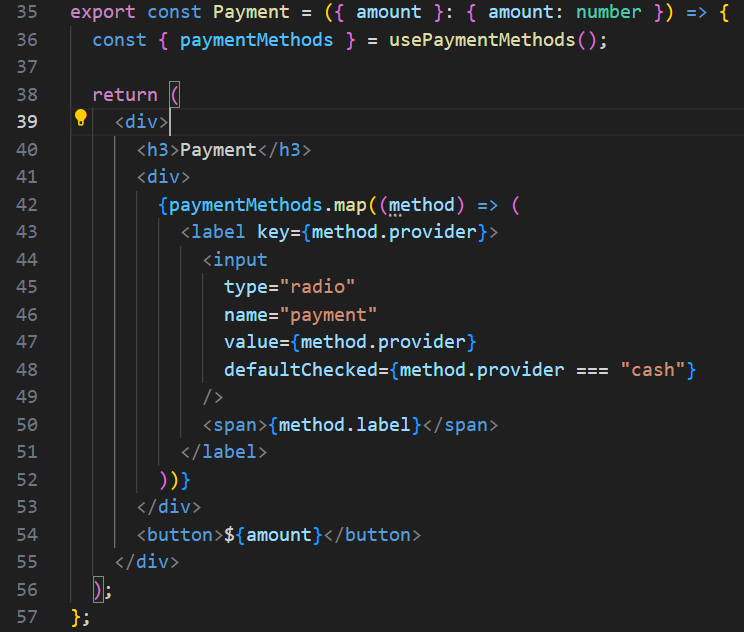 35 export const Payment = ({ amount }: { amount: number }) => {
36   const { paymentMethods } = usePaymentMethods();
37
38   return (
39     <div>
40       <h3>Payment</h3>
41       <div>
42         {paymentMethods.map((method) => (
43           <label key={method.provider}>
44             <input
45               type="radio"
46               name="payment"
47               value={method.provider}
48               defaultChecked={method.provider === "cash"}
49             />
50             <span>{method.label}</span>
51           </label>
52         ))}
53       </div>
54       <button>${amount}</button>
55     </div>
56   );
57 };